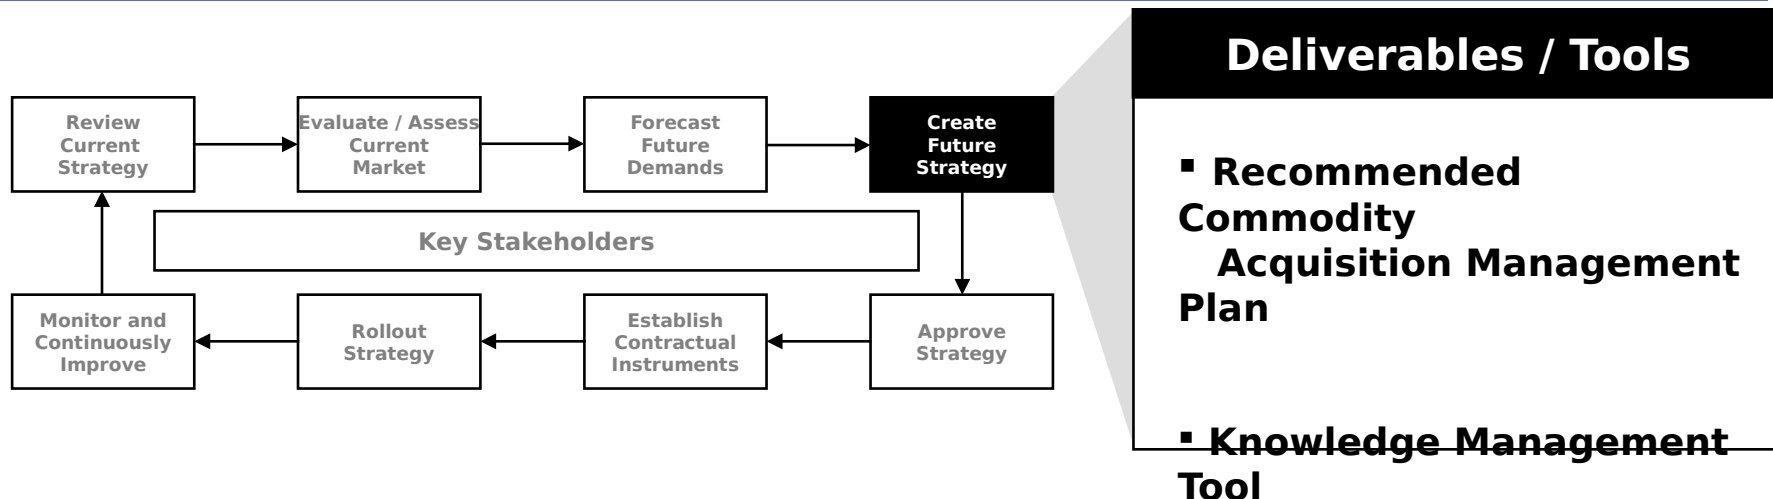 Deliverables / Tools
Review
Current
Strategy
Evaluate / Assess
Current
Market
Forecast
Future
Demands
Create
Future
Strategy
Key Stakeholders
Monitor and
Continuously
Improve
Rollout
Strategy
Establish
Contractual
Instruments
Approve
Strategy
▪ Recommended
Commodity
Acquisition Management
Plan
▪ Knowledge Management
Tool